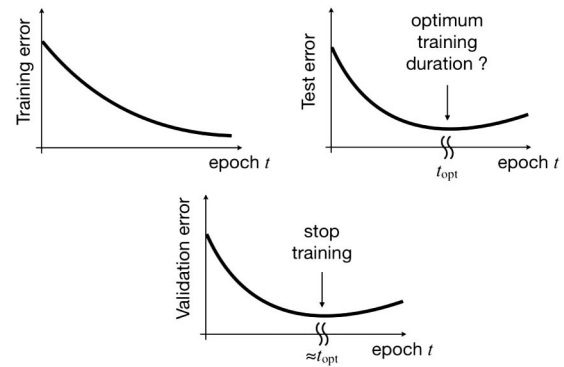 Training error
epoch t
Test error
optimum
training
duration ?
t_opt
epoch t
Validation error
stop
training
≈t_opt
epoch t